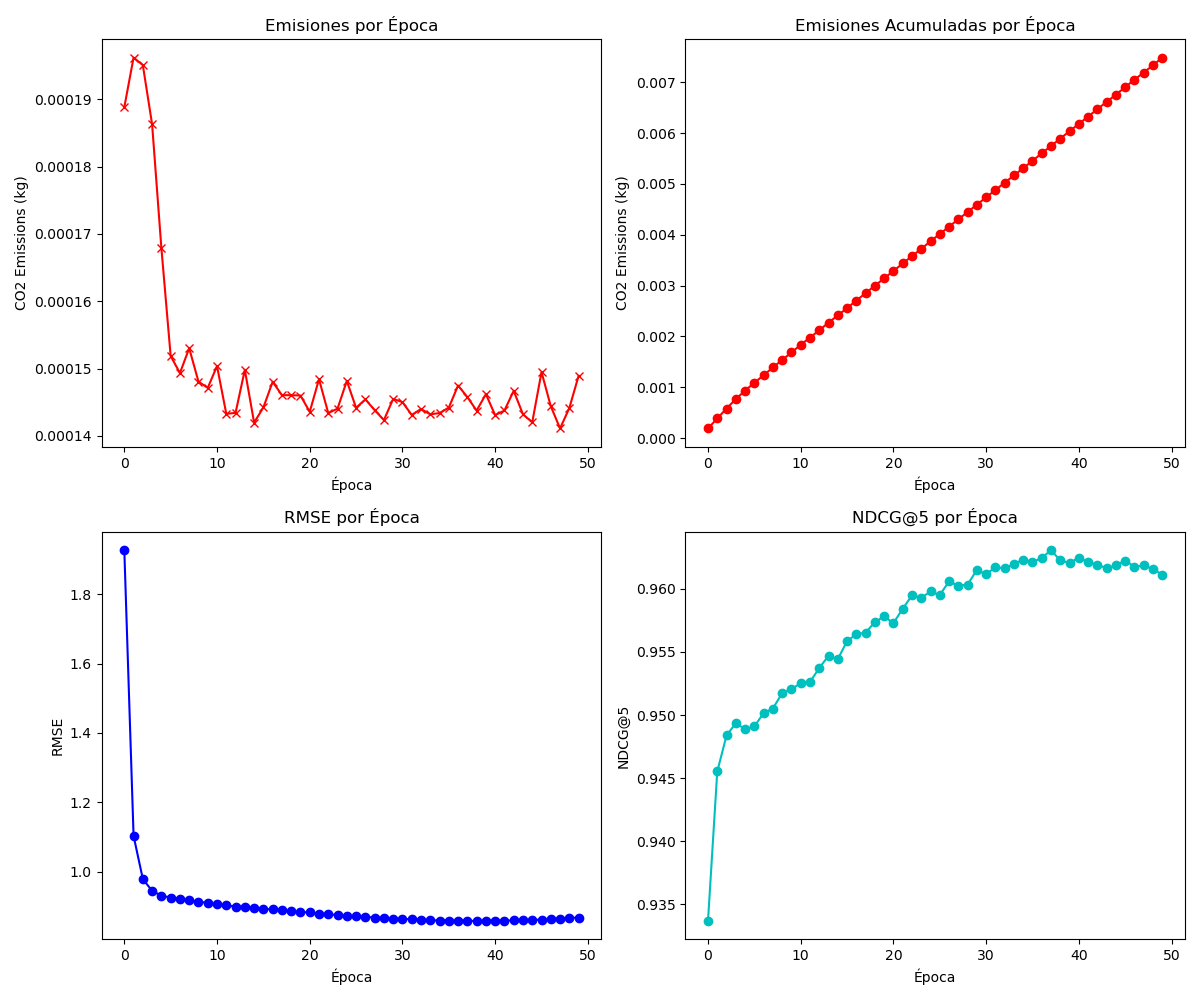 Emisiones por Época
CO2 Emissions (kg)
0.00019
0.00018
0.00017
0.00016
0.00015
0.00014
0 10 20 30 40 50
Época
Emisiones Acumuladas por Época
CO2 Emissions (kg)
0.007
0.006
0.005
0.004
0.003
0.002
0.001
0.000
0 10 20 30 40 50
Época
RMSE por Época
RMSE
1.8
1.6
1.4
1.2
1.0
0 10 20 30 40 50
Época
NDCG@5 por Época
NDCG@5
0.960
0.955
0.950
0.945
0.940
0.935
0 10 20 30 40 50
Época